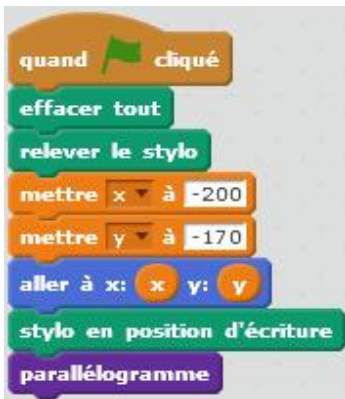 quand cliqué
effacer tout
relever le stylo
mettre x à -200
mettre y à -170
aller à x: x y: y
stylo en position d'écriture
parallélogramme